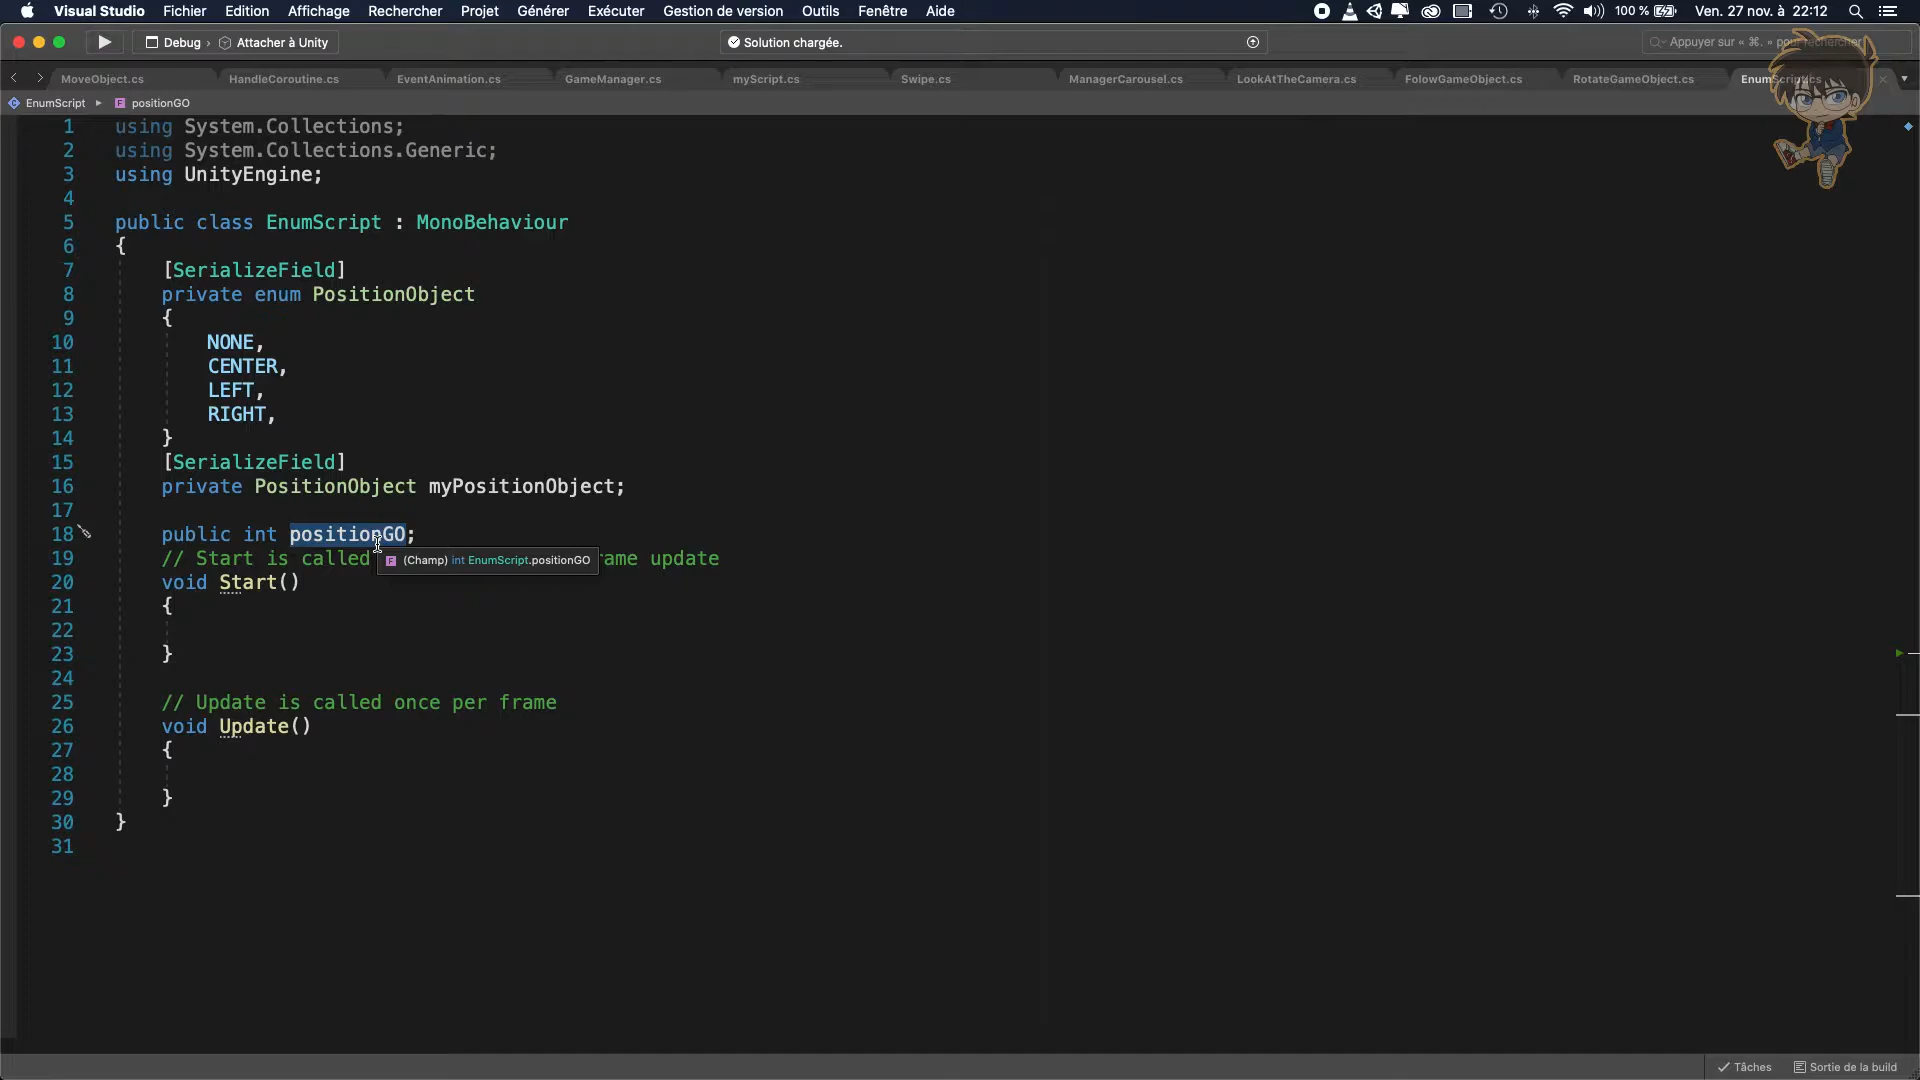 Visual Studio Fichier Edition Affichage Rechercher Projet Générer Exécuter Gestion de version Outils Fenêtre Aide 100 % Ven. 27 nov. à 22:12
Debug › Attacher à Unity Solution chargée. Appuyer sur « ⌘. » pour rechercher
MoveObject.cs HandleCoroutine.cs EventAnimation.cs GameManager.cs myScript.cs Swipe.cs ManagerCarousel.cs LookAtTheCamera.cs FolowGameObject.cs RotateGameObject.cs EnumScript.cs
EnumScript ▸ F positionGO
1 using System.Collections;
2 using System.Collections.Generic;
3 using UnityEngine;
4
5 public class EnumScript : MonoBehaviour
6 {
7 [SerializeField]
8 private enum PositionObject
9 {
10 NONE,
11 CENTER,
12 LEFT,
13 RIGHT,
14 }
15 [SerializeField]
16 private PositionObject myPositionObject;
17
18 public int positionGO;
19 // Start is called ame update
F (Champ) int EnumScript.positionGO
20 void Start()
21 {
22
23 }
24
25 // Update is called once per frame
26 void Update()
27 {
28
29 }
30 }
31
Tâches Sortie de la build